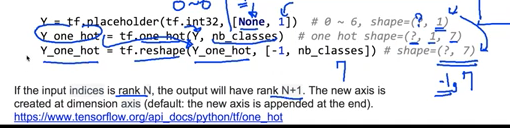 0~6
Y = tf.placeholder(tf.int32, [None, 1]) # 0 ~ 6, shape=(?, 1)
Y_one_hot = tf.one_hot(Y, nb_classes) # one hot shape=(?, 1, 7)
Y_one_hot = tf.reshape(Y_one_hot, [-1, nb_classes]) # shape=(?, 7)
7
-1, 7
If the input indices is rank N, the output will have rank N+1. The new axis is
created at dimension axis (default: the new axis is appended at the end).
https://www.tensorflow.org/api_docs/python/tf/one_hot